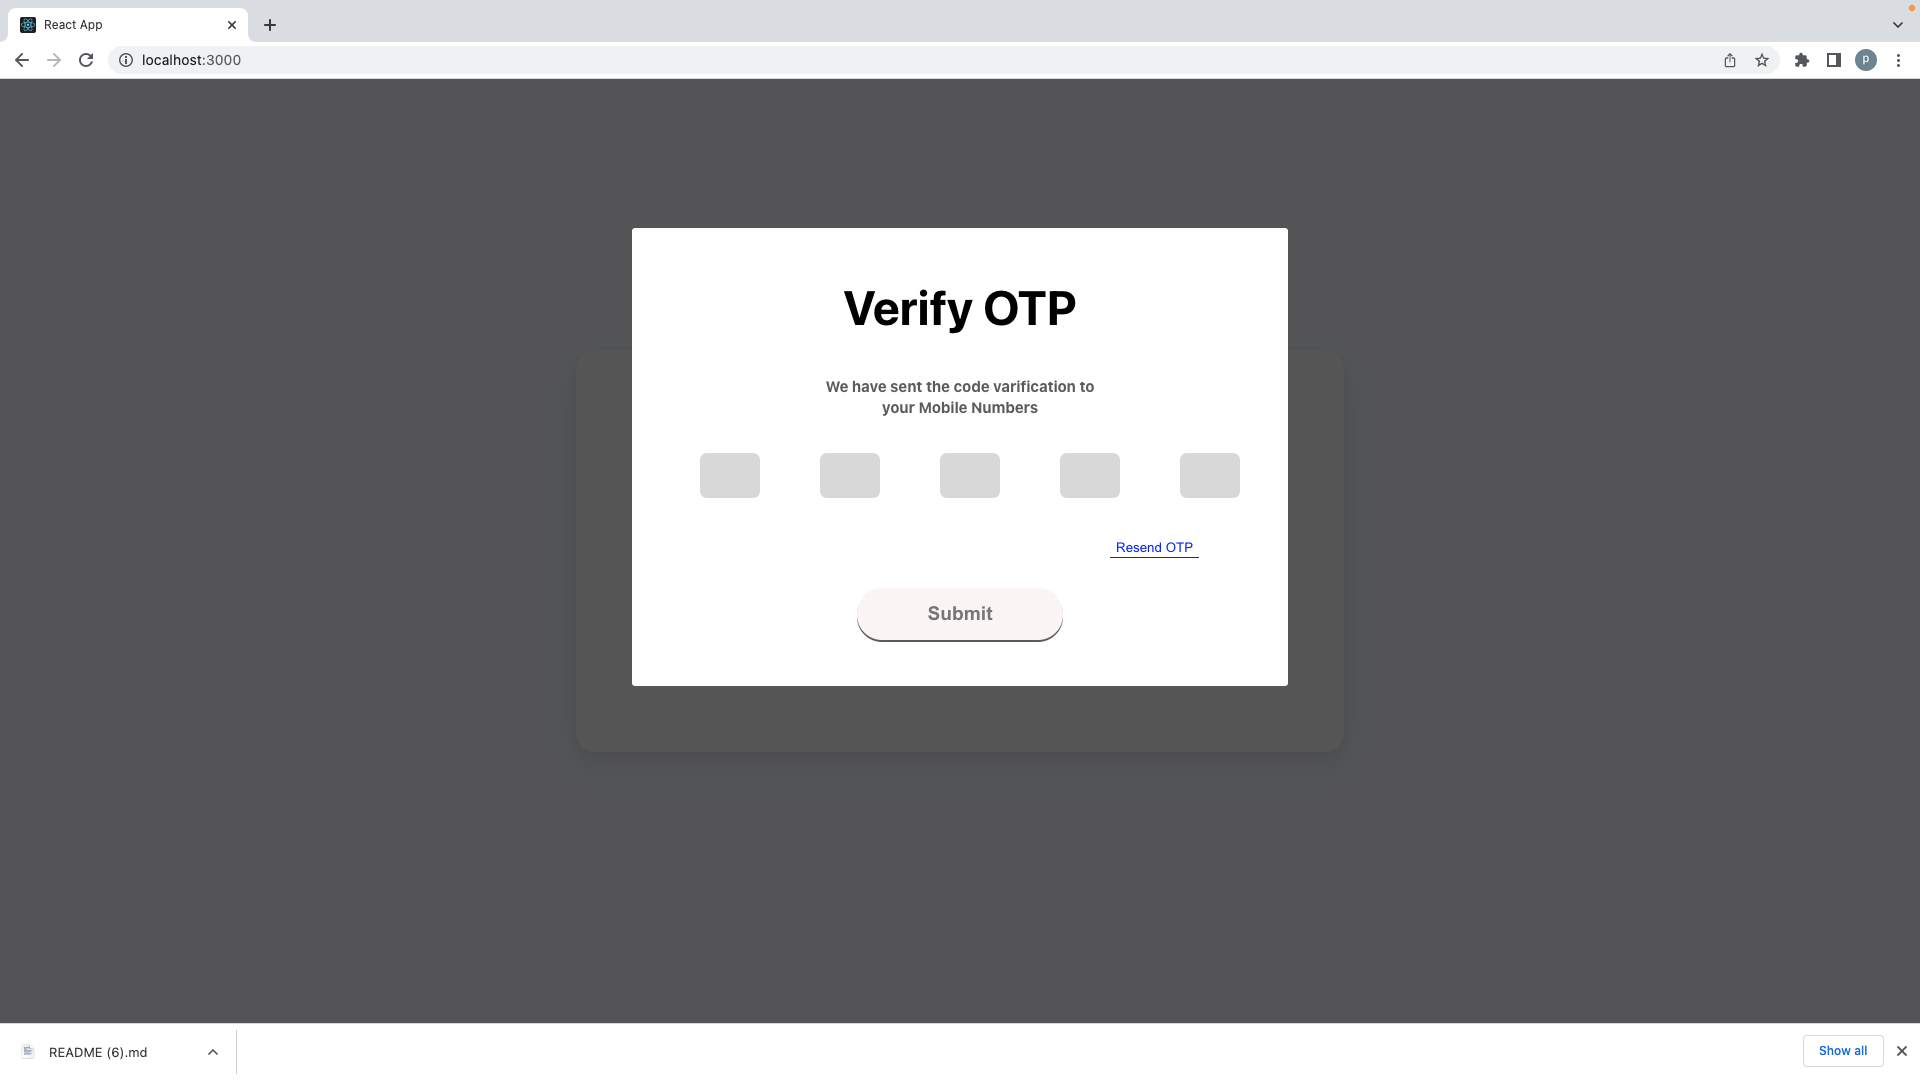 React App
localhost:3000
P
Verify OTP
We have sent the code varification to
your Mobile Numbers
Resend OTP
Submit
README (6).md
Show all